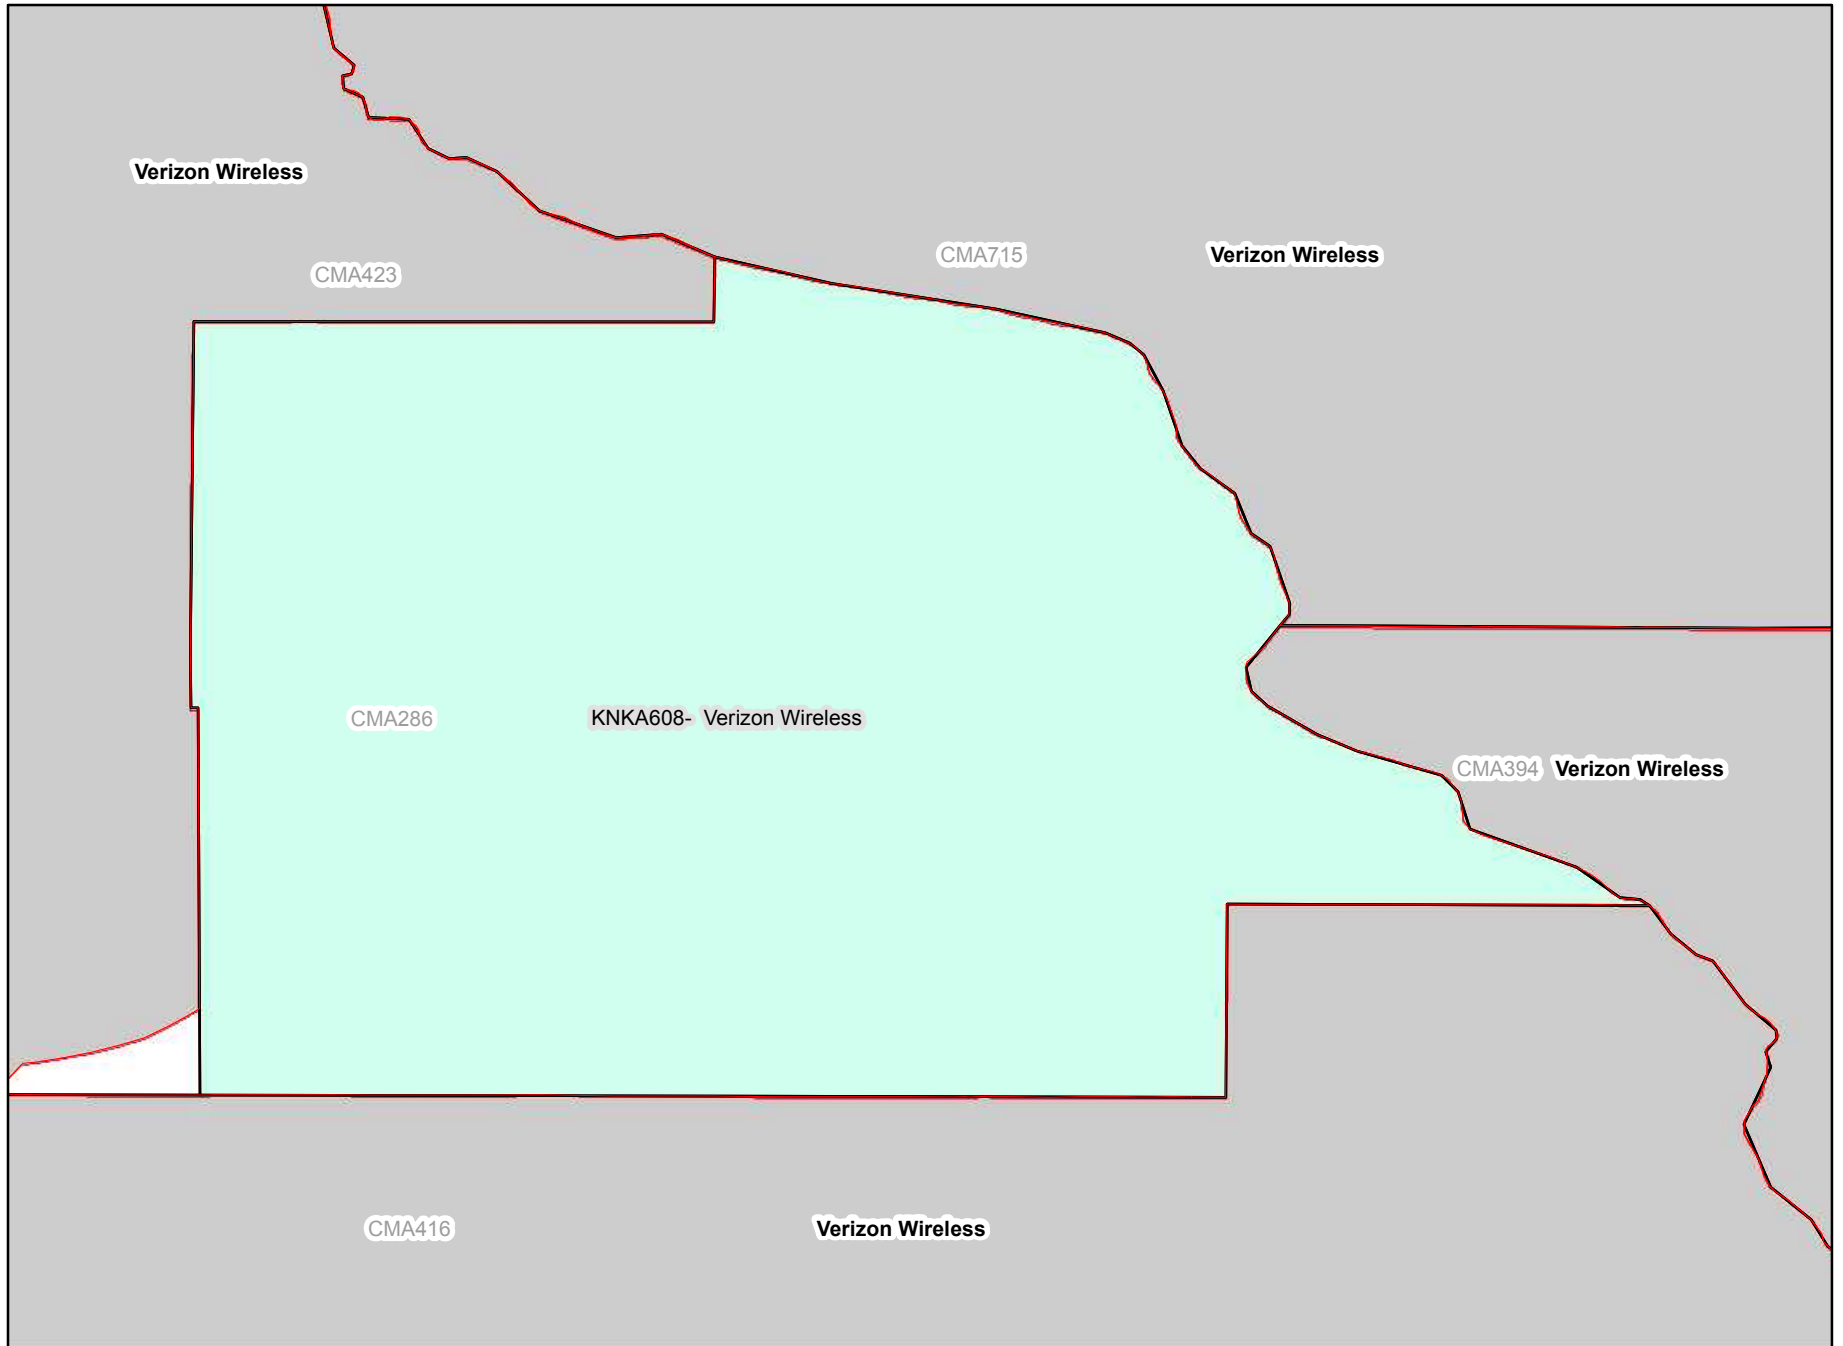 Verizon Wireless
CMA715
Verizon Wireless
CMA423
CMA286
KNKA608- Verizon Wireless
CMA394 Verizon Wireless
CMA416
Verizon Wireless